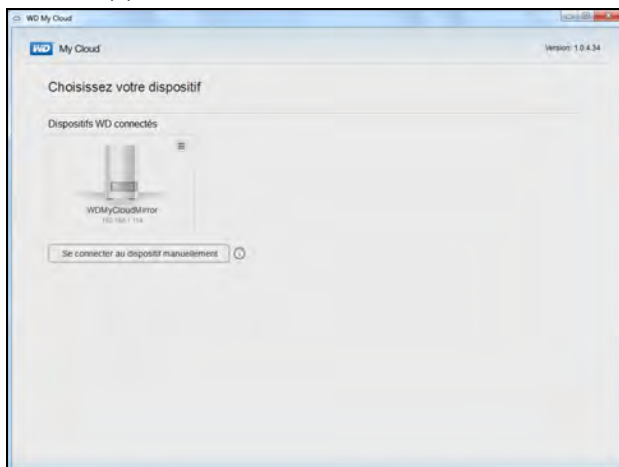 WD My Cloud
WD My Cloud
Version: 1.0.4.34
Choisissez votre dispositif
Dispositifs WD connectés
WDMyCloudMirror
Se connecter au dispositif manuellement